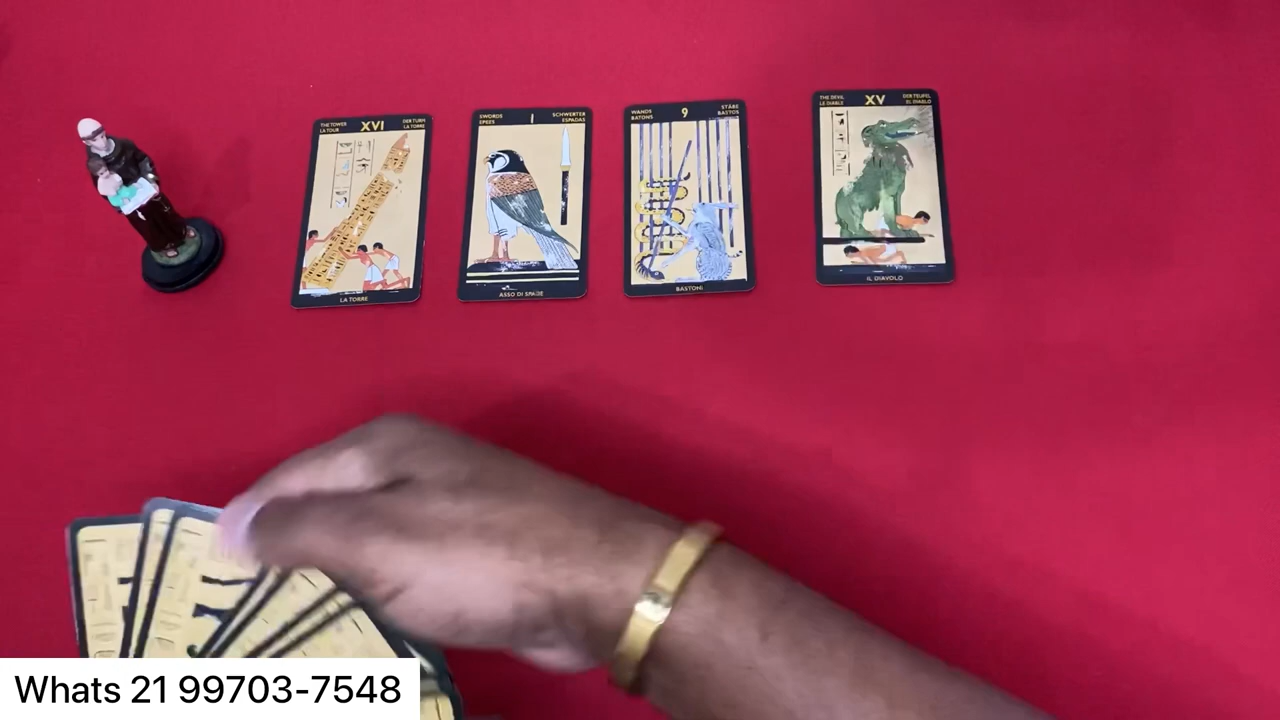 THE TOWER
LA TOUR
XVI
DER TURM
LA TORRE
LA TORRE
SWORDS
EPEES
I
SCHWERTER
ESPADAS
ASSO DI SPADE
WANDS
BATONS
9
STÄBE
BASTOS
BASTONI
THE DEVIL
LE DIABLE
XV
DER TEUFEL
EL DIABLO
IL DIAVOLO
Whats 21 99703-7548